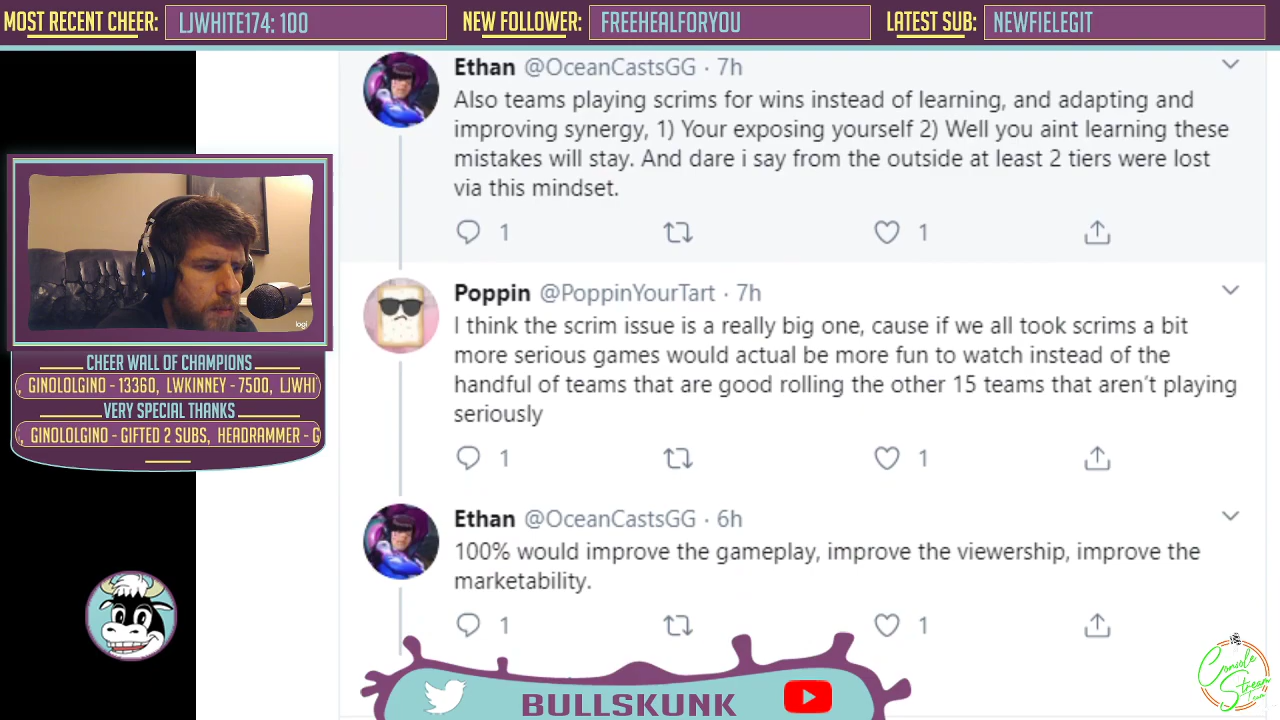 MOST RECENT CHEER: LJWHITE174: 100 NEW FOLLOWER: FREEHEALFORYOU LATEST SUB: NEWFIELEGIT
Ethan @OceanCastsGG · 7h
Also teams playing scrims for wins instead of learning, and adapting and
improving synergy, 1) Your exposing yourself 2) Well you aint learning these
mistakes will stay. And dare i say from the outside at least 2 tiers were lost
via this mindset.
1 1
Poppin @PoppinYourTart · 7h
I think the scrim issue is a really big one, cause if we all took scrims a bit
more serious games would actual be more fun to watch instead of the
handful of teams that are good rolling the other 15 teams that aren't playing
seriously
1 1
Ethan @OceanCastsGG · 6h
100% would improve the gameplay, improve the viewership, improve the
marketability.
1 1
logi
CHEER WALL OF CHAMPIONS
, GINOLOLGINO - 13360, LWKINNEY - 7500, LJWHI
VERY SPECIAL THANKS
, GINOLOLGINO - GIFTED 2 SUBS, HEADRAMMER - G
BULLSKUNK
Console
Stream
.com